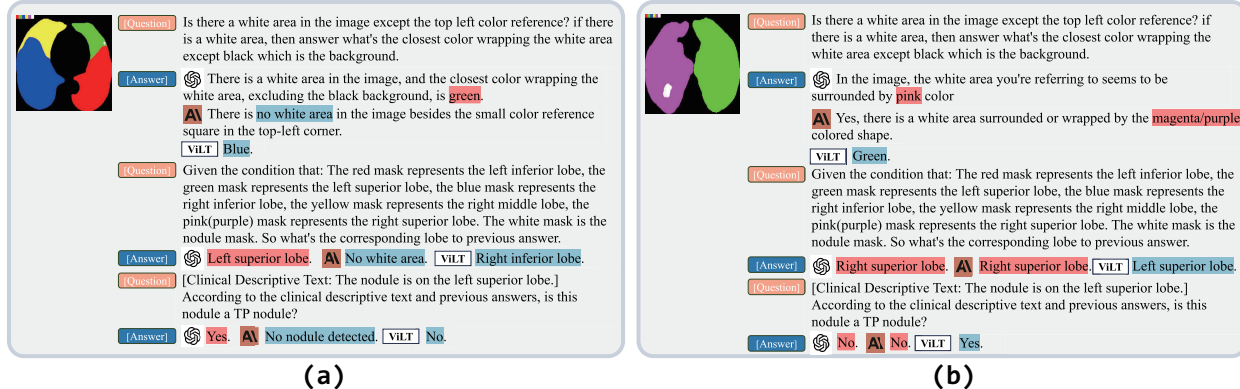 [Question] Is there a white area in the image except the top left color reference? if there is a white area, then answer what's the closest color wrapping the white area except black which is the background.
[Answer] There is a white area in the image, and the closest color wrapping the
white area, excluding the black background, is green.
A\ There is no white area in the image besides the small color reference
square in the top-left corner.
ViLT Blue.
[Question] Given the condition that: The red mask represents the left inferior lobe, the
green mask represents the left superior lobe, the blue mask represents the
right inferior lobe, the yellow mask represents the right middle lobe, the
pink(purple) mask represents the right superior lobe. The white mask is the
nodule mask. So what's the corresponding lobe to previous answer.
[Answer] Left superior lobe. A\ No white area. ViLT Right inferior lobe.
[Question] [Clinical Descriptive Text: The nodule is on the left superior lobe.]
According to the clinical descriptive text and previous answers, is this
nodule a TP nodule?
[Answer] Yes. A\ No nodule detected. ViLT No.
(a)
[Question] Is there a white area in the image except the top left color reference? if
there is a white area, then answer what's the closest color wrapping the
white area except black which is the background.
[Answer] In the image, the white area you're referring to seems to be
surrounded by pink color
A\ Yes, there is a white area surrounded or wrapped by the magenta/purple
colored shape.
ViLT Green.
[Question] Given the condition that: The red mask represents the left inferior lobe, the
green mask represents the left superior lobe, the blue mask represents the
right inferior lobe, the yellow mask represents the right middle lobe, the
pink(purple) mask represents the right superior lobe. The white mask is the
nodule mask. So what's the corresponding lobe to previous answer.
[Answer] Right superior lobe. A\ Right superior lobe. ViLT Left superior lobe.
[Question] [Clinical Descriptive Text: The nodule is on the left superior lobe.]
According to the clinical descriptive text and previous answers, is this
nodule a TP nodule?
[Answer] No. A\ No. ViLT Yes.
(b)